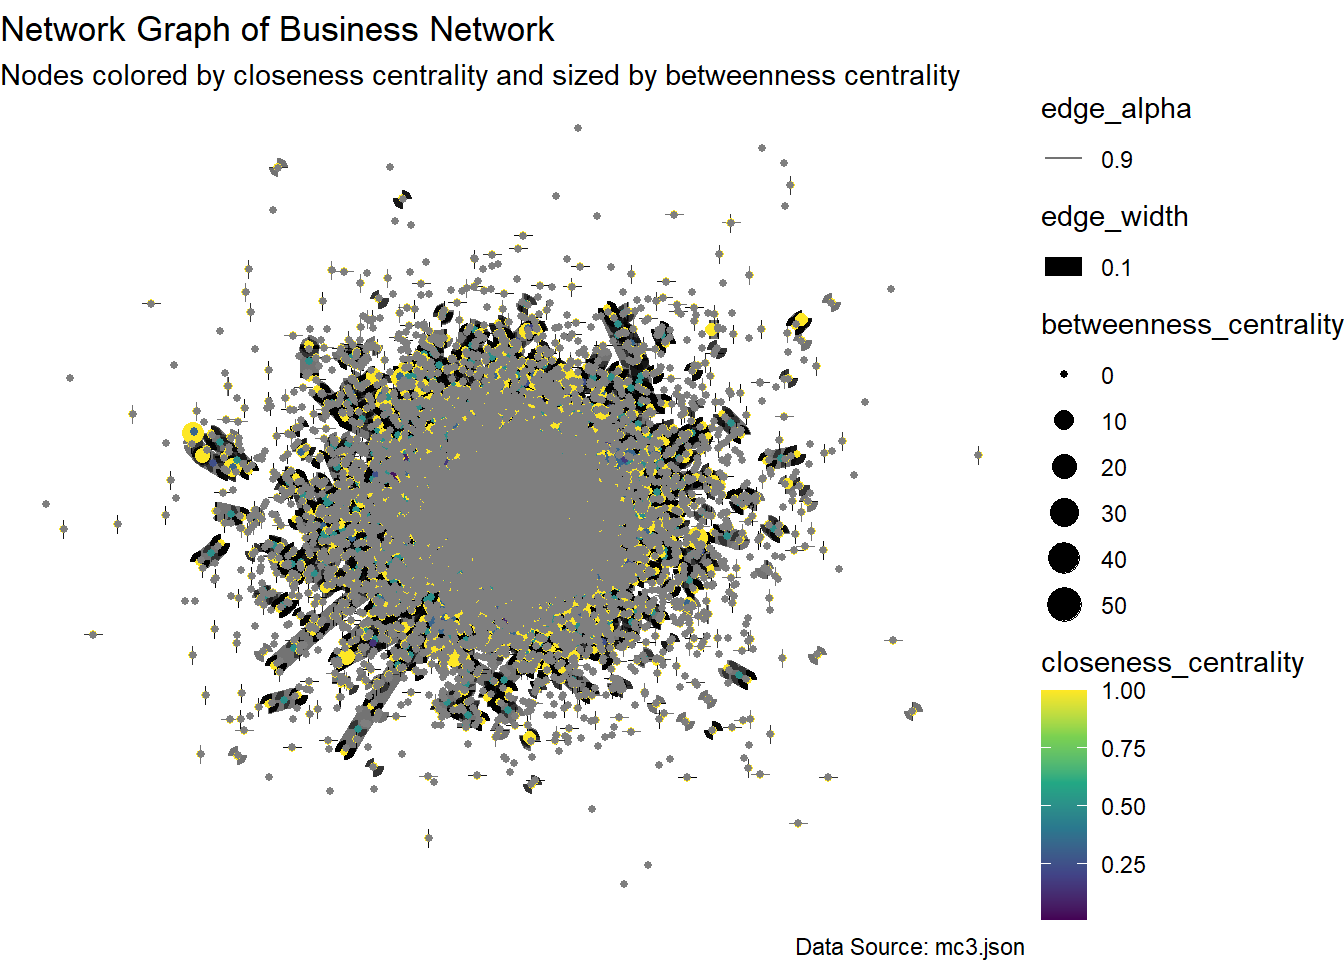 Network Graph of Business Network
Nodes colored by closeness centrality and sized by betweenness centrality
edge_alpha
0.9
edge_width
0.1
betweenness_centrality
0
10
20
30
40
50
closeness_centrality
1.00
0.75
0.50
0.25
Data Source: mc3.json